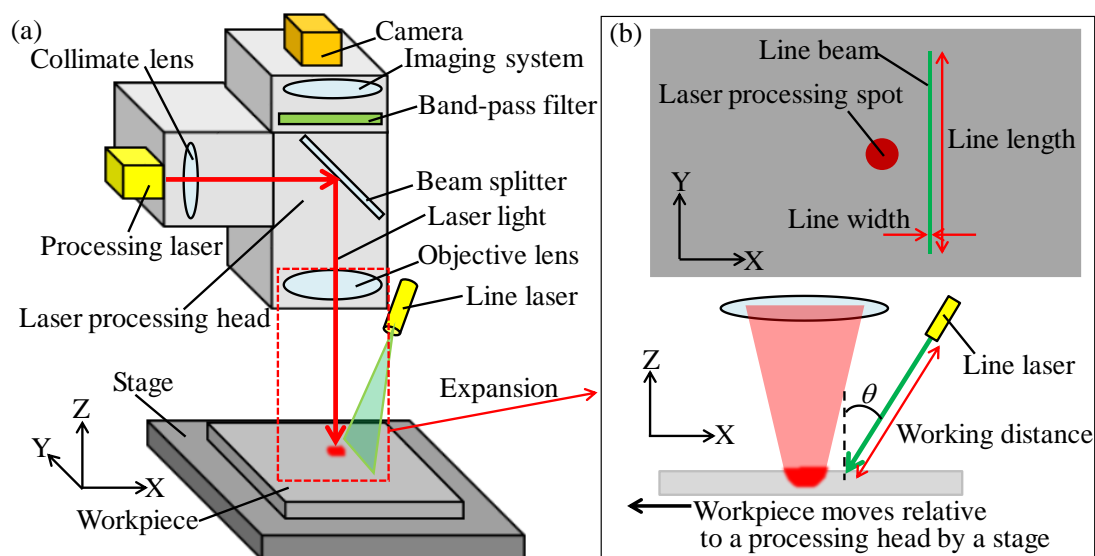 (a)
Camera
Collimate lens
Imaging system
Band-pass filter
Beam splitter
Laser light
Processing laser
Objective lens
Line laser
Laser processing head
Stage
Expansion
Z
Y
X
Workpiece
(b)
Line beam
Laser processing spot
Line length
Y
Line width
X
Line laser
Z
θ
X
Working distance
Workpiece moves relative
to a processing head by a stage